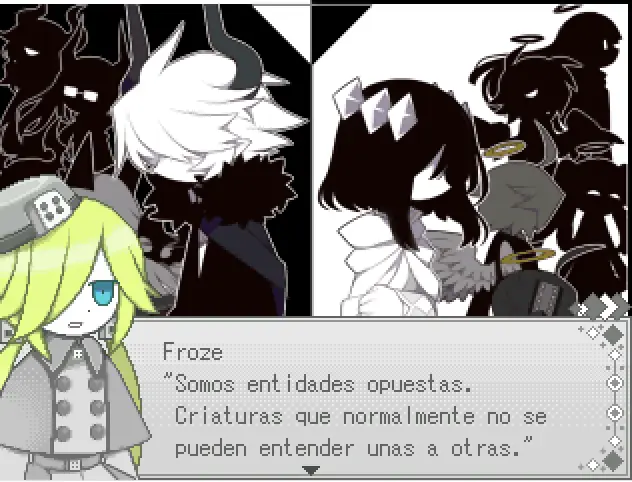 Froze
"Somos entidades opuestas.
Criaturas que normalmente no se
pueden entender unas a otras."